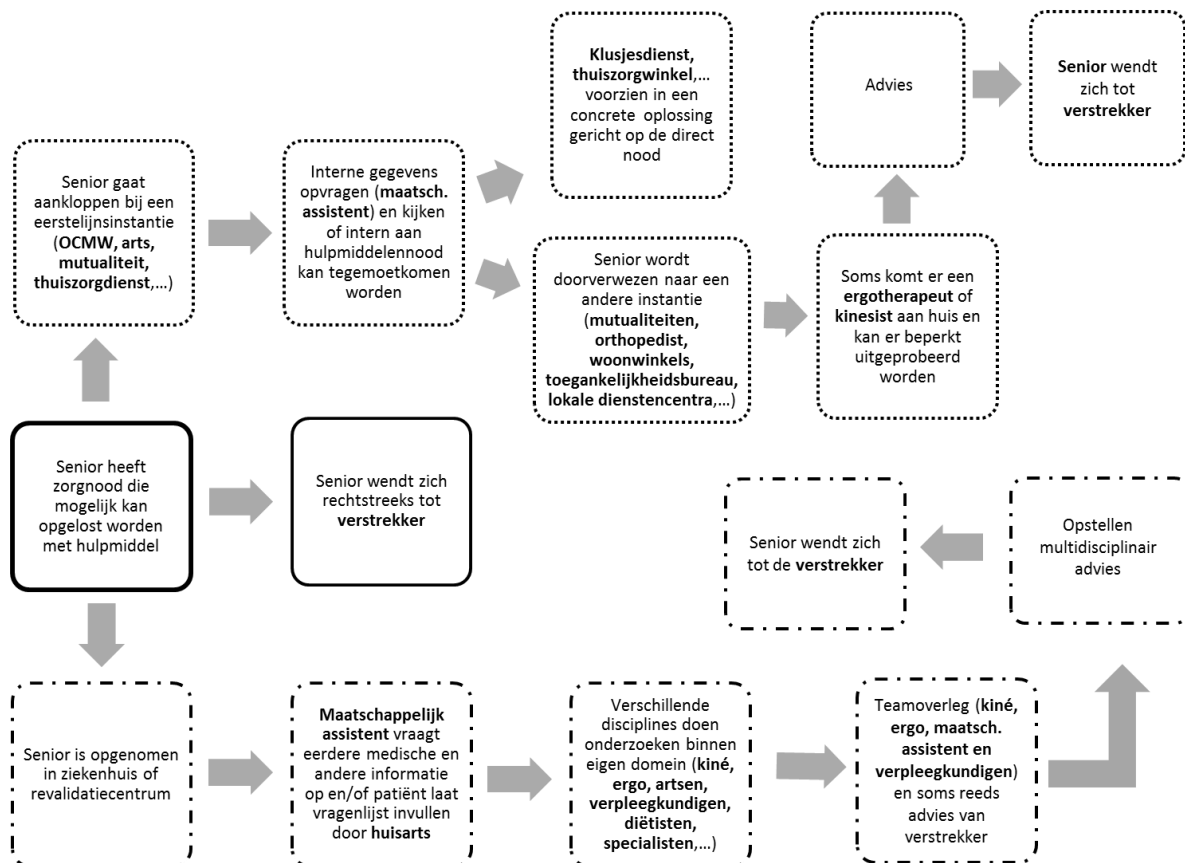 Klusjesdienst,
thuiszorgwinkel,...
voorzien in een
concrete oplossing
gericht op de direct
nood
Advies
Senior wendt
zich tot
verstrekker
Senior gaat
aankloppen bij een
eerstelijnsinstantie
(OCMW, arts,
mutualiteit,
thuiszorgdienst,...)
Interne gegevens
opvragen (maatsch.
assistent) en kijken
of intern aan
hulpmiddelennood
kan tegemoetkomen
worden
Senior wordt
doorverwezen naar een
andere instantie
(mutualiteiten,
orthopedist,
woonwinkels,
toegankelijkheidsbureau,
lokale dienstencentra,...)
Soms komt er een
ergotherapeut of
kinesist aan huis en
kan er beperkt
uitgeprobeerd
worden
Senior heeft
zorgnood die
mogelijk kan
opgelost worden
met hulpmiddel
Senior wendt zich
rechtstreeks tot
verstrekker
Senior wendt zich
tot de verstrekker
Opstellen
multidisciplinair
advies
Senior is opgenomen
in ziekenhuis of
revalidatiecentrum
Maatschappelijk
assistent vraagt
eerdere medische en
andere informatie
op en/of patiënt laat
vragenlijst invullen
door huisarts
Verschillende
disciplines doen
onderzoeken binnen
eigen domein (kiné,
ergo, artsen,
verpleegkundigen,
diëtisten,
specialisten,...)
Teamoverleg (kiné,
ergo, maatsch.
assistent en
verpleegkundigen)
en soms reeds
advies van
verstrekker